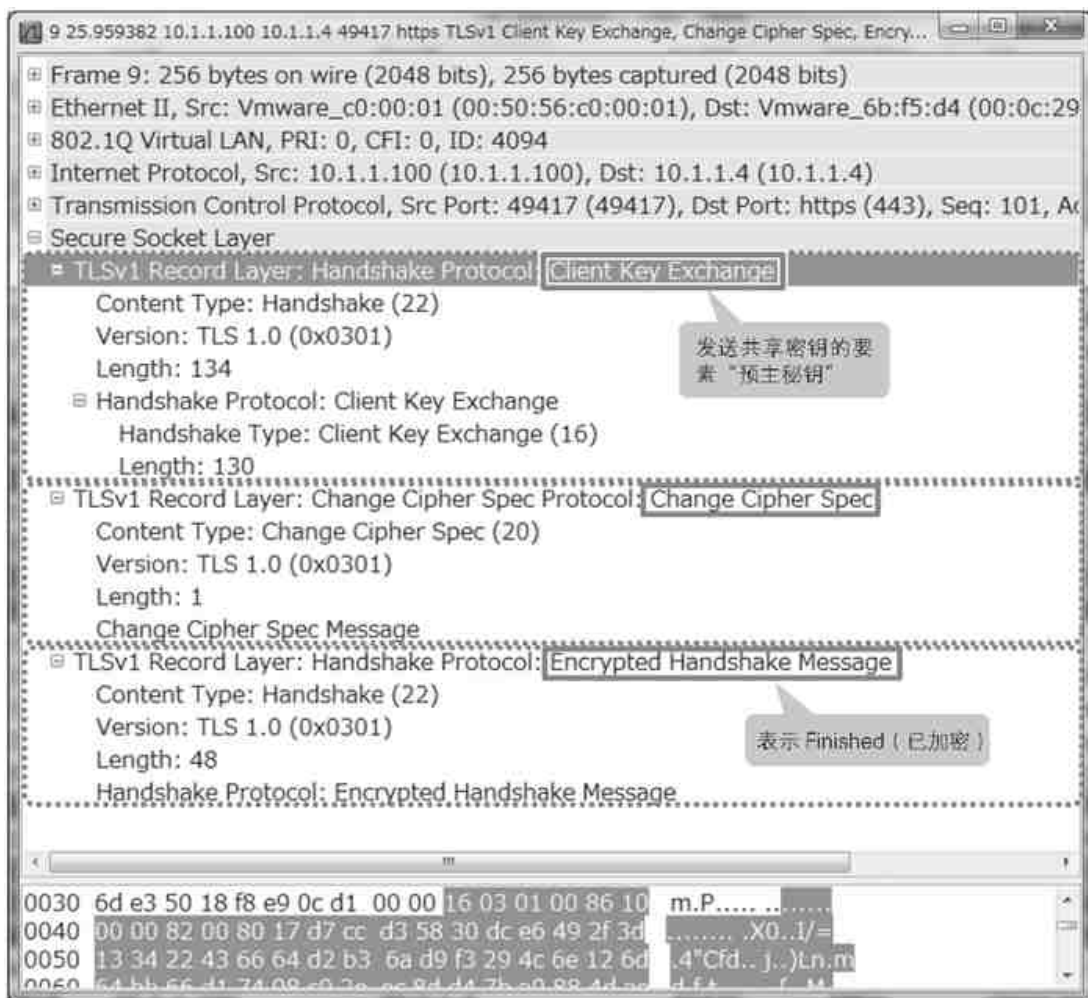 9 25.959382 10.1.1.100 10.1.1.4 49417 https TLSv1 Client Key Exchange, Change Cipher Spec, Encry...
Frame 9: 256 bytes on wire (2048 bits), 256 bytes captured (2048 bits)
Ethernet II, Src: Vmware_c0:00:01 (00:50:56:c0:00:01), Dst: Vmware_6b:f5:d4 (00:0c:29
802.1Q Virtual LAN, PRI: 0, CFI: 0, ID: 4094
Internet Protocol, Src: 10.1.1.100 (10.1.1.100), Dst: 10.1.1.4 (10.1.1.4)
Transmission Control Protocol, Src Port: 49417 (49417), Dst Port: https (443), Seq: 101,
Secure Socket Layer
TLSv1 Record Layer: Handshake Protocol: Client Key Exchange
Content Type: Handshake (22)
Version: TLS 1.0 (0x0301)
Length: 134
发送共享密钥的要
素“预主秘钥”
Handshake Protocol: Client Key Exchange
Handshake Type: Client Key Exchange (16)
Length: 130
TLSv1 Record Layer: Change Cipher Spec Protocol: Change Cipher Spec
Content Type: Change Cipher Spec (20)
Version: TLS 1.0 (0x0301)
Length: 1
Change Cipher Spec Message
TLSv1 Record Layer: Handshake Protocol: Encrypted Handshake Message
Content Type: Handshake (22)
Version: TLS 1.0 (0x0301)
Length: 48
表示 Finished（已加密）
Handshake Protocol: Encrypted Handshake Message
0030 6d e3 50 18 f8 e9 0c d1 00 00 16 03 01 00 86 10 m.P..... .......
0040 00 00 82 00 80 17 d7 cc d3 58 30 dc e6 49 2f 3d ........ .X0..I/=
0050 13 34 22 43 66 64 d2 b3 6a d9 f3 29 4c 6e 12 6d .4"Cfd.. j..)Ln.m